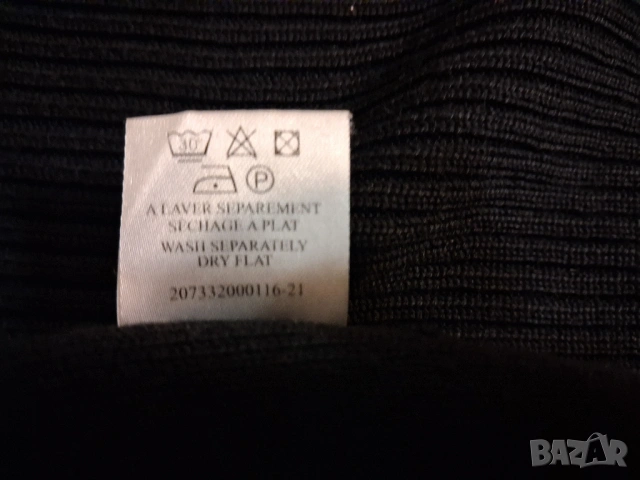 30
P
A LAVER SEPAREMENT
SECHAGE A PLAT
WASH SEPARATELY
DRY FLAT
207332000116-21
BAZAR